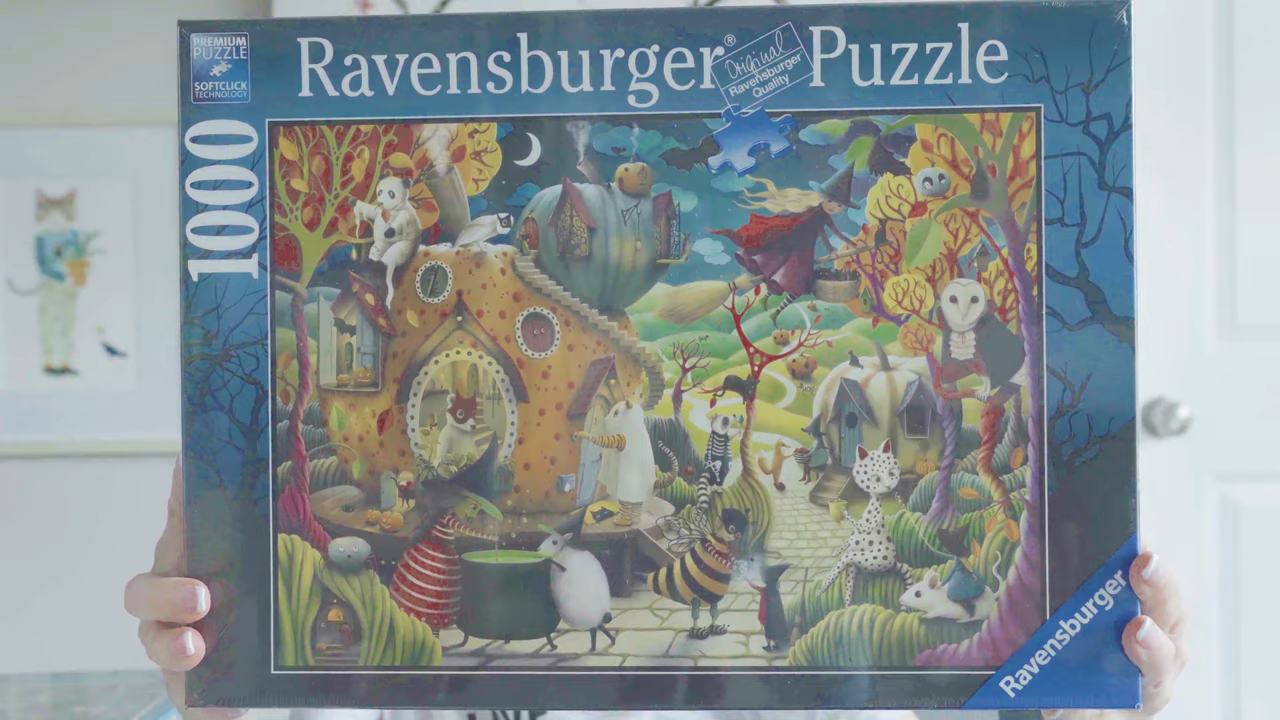 PREMIUM
PUZZLE
SOFTCLICK
TECHNOLOGY
Ravensburger® Puzzle
Original
Ravensburger
Quality
1000
Ravensburger